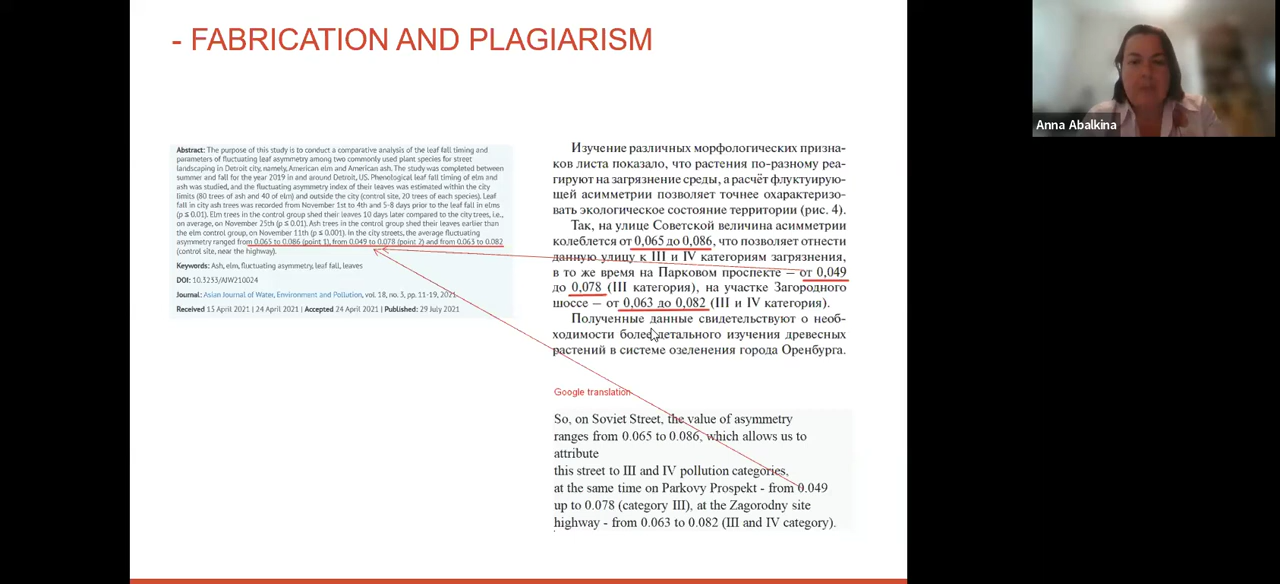 - FABRICATION AND PLAGIARISM
Anna Abalkina
Abstract: The purpose of this study is to conduct a comparative analysis of the leaf fall timing and
parameters of fluctuating leaf asymmetry among two commonly used plant species for street
landscaping in Detroit city, namely, American elm and American ash. The study was completed between
summer and fall for the year 2019 in and around Detroit, US. Phenological leaf fall timing of elm and
ash was studied, and the fluctuating asymmetry index of their leaves was estimated within the city
limits (80 trees of ash and 40 of elm) and outside the city (control site, 20 trees of each species). Leaf
fall in city ash trees was recorded from November 1st to 4th and 5-8 days prior to the leaf fall in elms
(p ≤ 0.01). Elm trees in the control group shed their leaves 10 days later compared to the city trees, i.e.,
on average, on November 25th (p ≤ 0.01). Ash trees in the control group shed their leaves earlier than
the elm control group, on November 11th (p ≤ 0.001). In the city streets, the average fluctuating
asymmetry ranged from 0.065 to 0.086 (point 1), from 0.049 to 0.078 (point 2) and from 0.063 to 0.082
(control site, near the highway).
Keywords: Ash, elm, fluctuating asymmetry, leaf fall, leaves
DOI: 10.3233/AJW210024
Journal: Asian Journal of Water, Environment and Pollution, vol. 18, no. 3, pp. 11-19, 2021
Received 15 April 2021 | 24 April 2021 | Accepted 24 April 2021 | Published: 29 July 2021
Изучение различных морфологических призна-
ков листа показало, что растения по-разному реа-
гируют на загрязнение среды, а расчёт флуктуирую-
щей асимметрии позволяет точнее охарактеризо-
вать экологическое состояние территории (рис. 4).
Так, на улице Советской величина асимметрии
колеблется от 0,065 до 0,086, что позволяет отнести
данную улицу к III и IV категориям загрязнения,
в то же время на Парковом проспекте – от 0,049
до 0,078 (III категория), на участке Загородного
шоссе – от 0,063 до 0,082 (III и IV категория).
Полученные данные свидетельствуют о необ-
ходимости более детального изучения древесных
растений в системе озеленения города Оренбурга.
Google translation
So, on Soviet Street, the value of asymmetry
ranges from 0.065 to 0.086, which allows us to
attribute
this street to III and IV pollution categories,
at the same time on Parkovy Prospekt - from 0.049
up to 0.078 (category III), at the Zagorodny site
highway - from 0.063 to 0.082 (III and IV category).